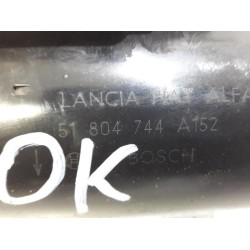 LANCIA FIAT ALFA
51 804 744 A152
BOSCH
OK